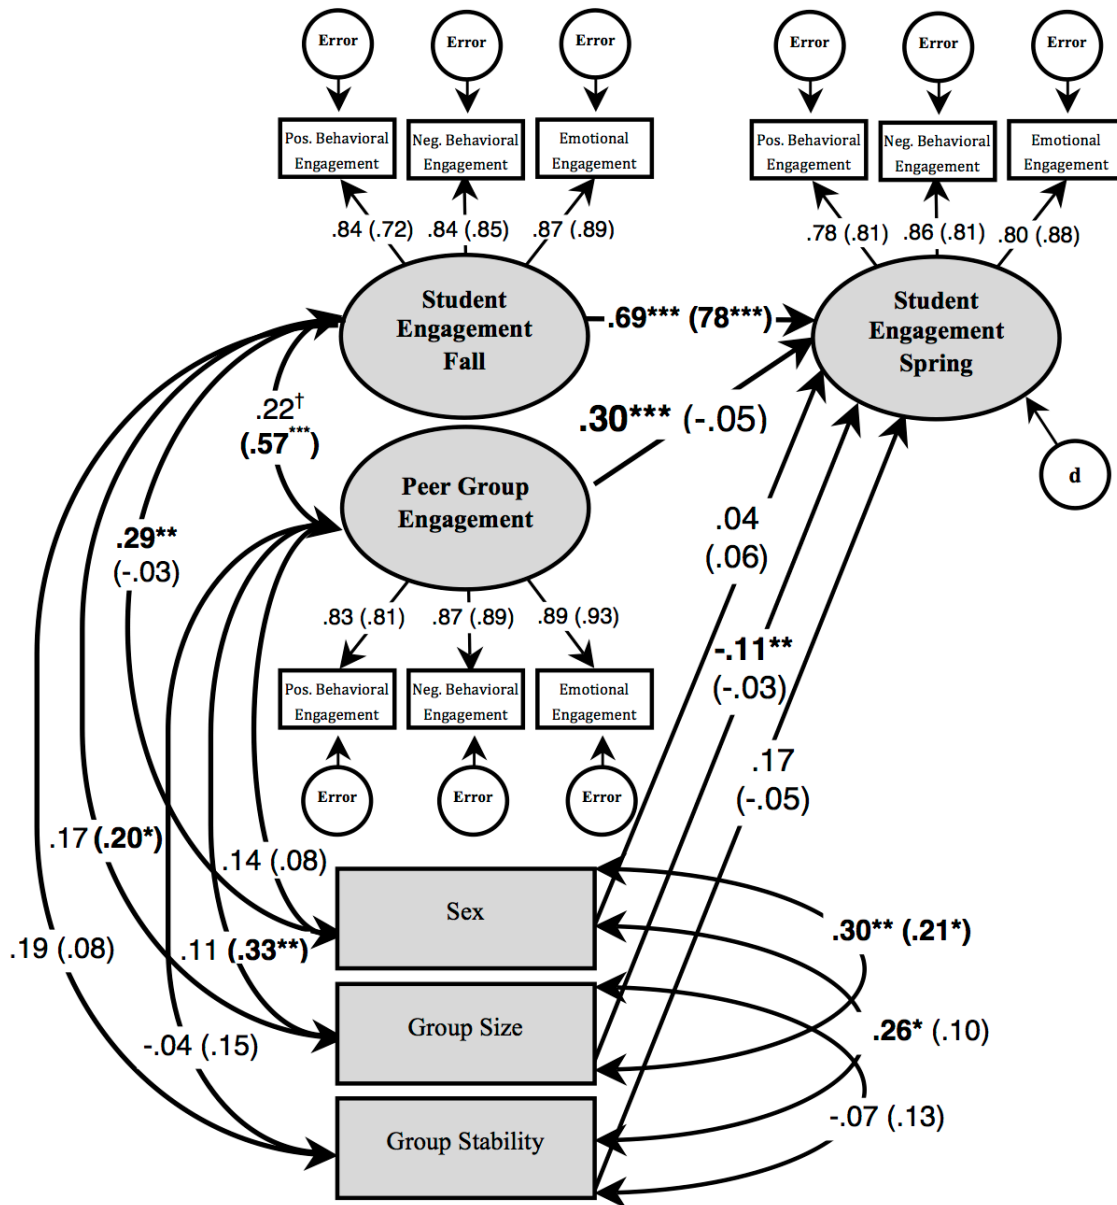 Error Error Error Error Error Error
Pos. Behavioral Neg. Behavioral Emotional Pos. Behavioral Neg. Behavioral Emotional
Engagement Engagement Engagement Engagement Engagement Engagement
.84 (.72) .84 (.85) .87 (.89) .78 (.81) .86 (.81) .80 (.88)
Student
Engagement
Fall
.69*** (78***)
Student
Engagement
Spring
.22†
(.57***)
.30*** (-.05)
Peer Group
Engagement
d
.29**
(-.03)
.04
(.06)
.83 (.81) .87 (.89) .89 (.93)
-.11**
(-.03)
Pos. Behavioral Neg. Behavioral Emotional
Engagement Engagement Engagement
.17
(-.05)
Error Error Error
.17 (.20*)
.14 (.08)
Sex
.30** (.21*)
.19 (.08)
.11 (.33**)
Group Size
.26* (.10)
-.04 (.15)
-.07 (.13)
Group Stability